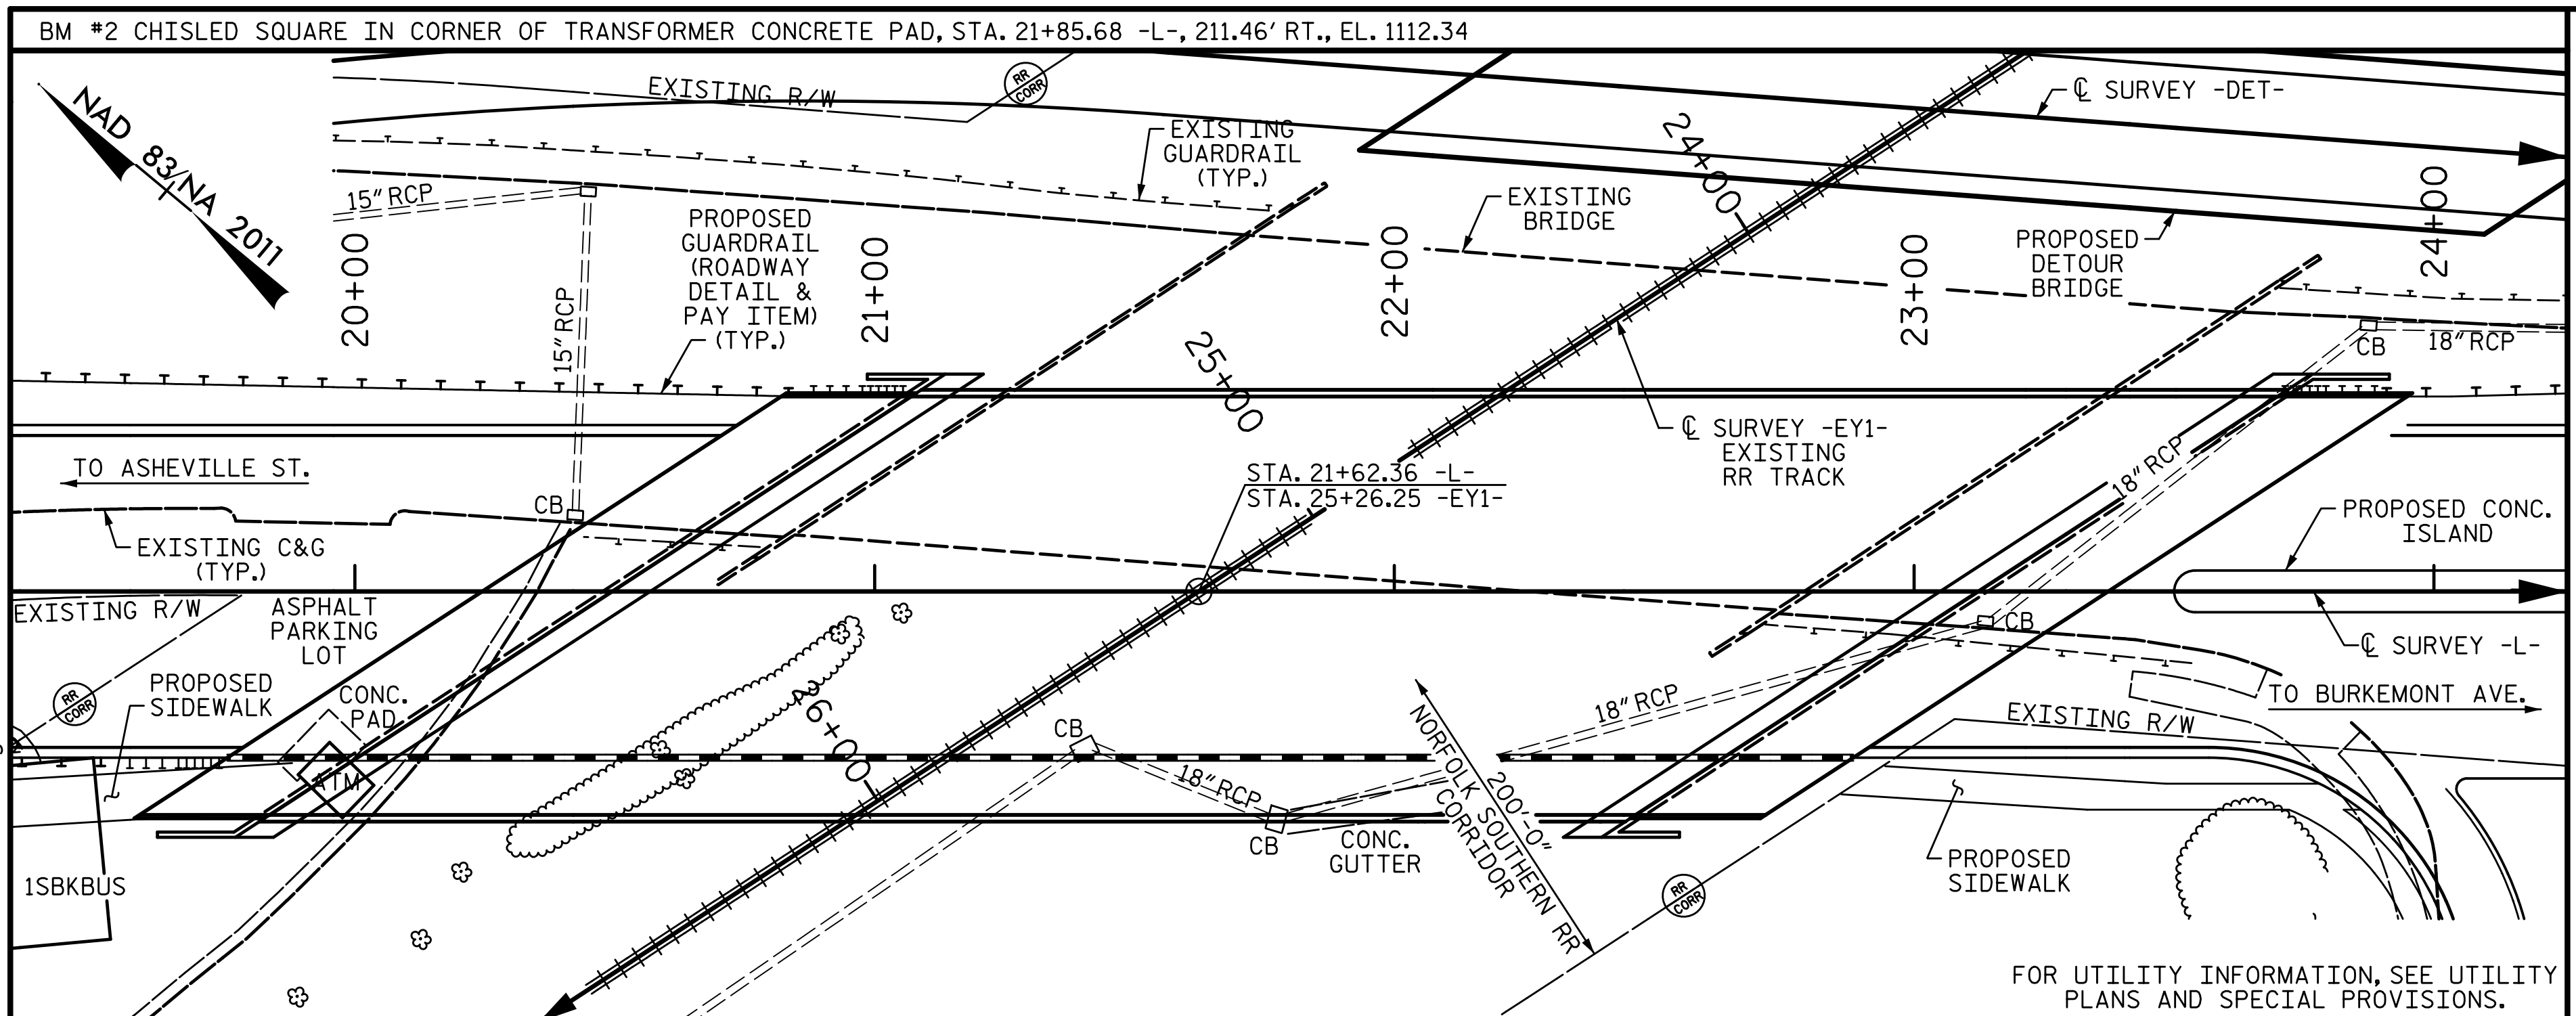 BM #2 CHISLED SQUARE IN CORNER OF TRANSFORMER CONCRETE PAD, STA. 21+85.68 -L-, 211.46' RT., EL. 1112.34
NAD 83/NA 2011
EXISTING R/W
RR
CORR
EXISTING
GUARDRAIL
(TYP.)
℄ SURVEY -DET-
24+00
15" RCP
PROPOSED
GUARDRAIL
(ROADWAY
DETAIL &
PAY ITEM)
(TYP.)
EXISTING
BRIDGE
PROPOSED
DETOUR
BRIDGE
20+00
15" RCP
21+00
22+00
23+00
24+00
25+00
CB
18" RCP
℄ SURVEY -EY1-
EXISTING
RR TRACK
TO ASHEVILLE ST.
STA. 21+62.36 -L-
STA. 25+26.25 -EY1-
18" RCP
CB
EXISTING C&G
(TYP.)
PROPOSED CONC.
ISLAND
EXISTING R/W
ASPHALT
PARKING
LOT
CB
℄ SURVEY -L-
RR
CORR
PROPOSED
SIDEWALK
CONC.
PAD
ATM
26+00
CB
18" RCP
CB
18" RCP
CONC.
GUTTER
NORFOLK SOUTHERN RR
CORRIDOR
200'-0"
TO BURKEMONT AVE.
EXISTING R/W
RR
CORR
PROPOSED
SIDEWALK
1SBKBUS
FOR UTILITY INFORMATION, SEE UTILITY
PLANS AND SPECIAL PROVISIONS.